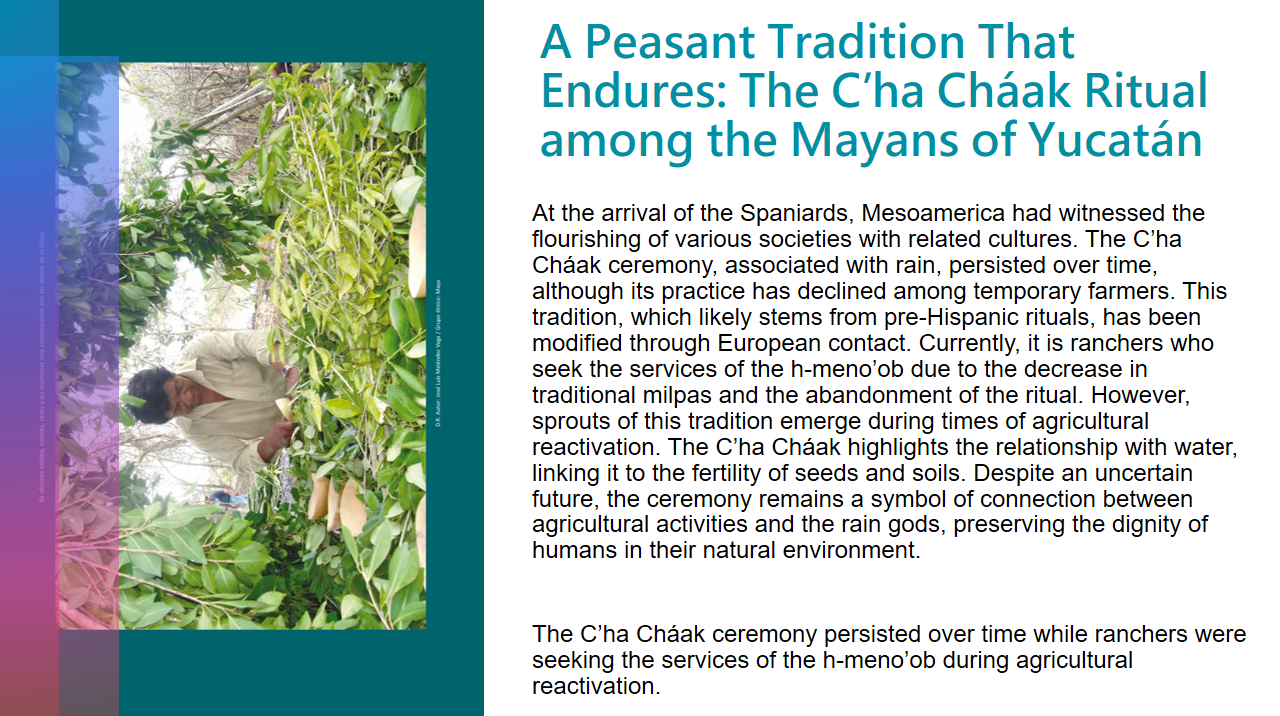 A Peasant Tradition That
Endures: The C’ha Cháak Ritual
among the Mayans of Yucatán
At the arrival of the Spaniards, Mesoamerica had witnessed the
flourishing of various societies with related cultures. The C’ha
Cháak ceremony, associated with rain, persisted over time,
although its practice has declined among temporary farmers. This
tradition, which likely stems from pre-Hispanic rituals, has been
modified through European contact. Currently, it is ranchers who
seek the services of the h-meno’ob due to the decrease in
traditional milpas and the abandonment of the ritual. However,
sprouts of this tradition emerge during times of agricultural
reactivation. The C’ha Cháak highlights the relationship with water,
linking it to the fertility of seeds and soils. Despite an uncertain
future, the ceremony remains a symbol of connection between
agricultural activities and the rain gods, preserving the dignity of
humans in their natural environment.
The C’ha Cháak ceremony persisted over time while ranchers were
seeking the services of the h-meno’ob during agricultural
reactivation.
D.R. Autor: José Luis Meléndez Vega / Grupo étnico: Maya